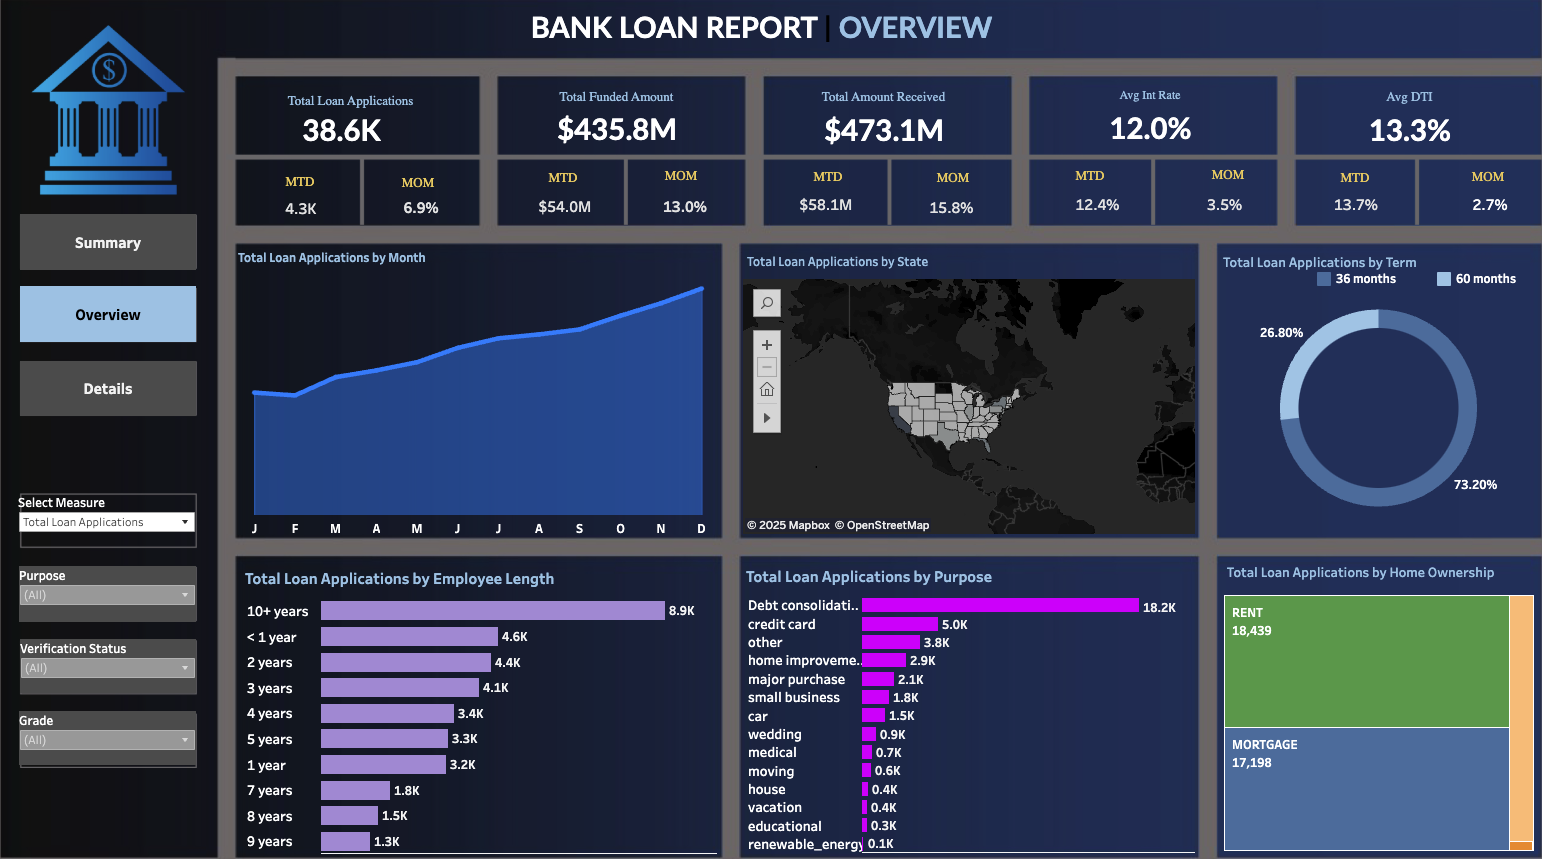 BANK LOAN REPORT | OVERVIEW
$
Summary
Overview
Details
Select Measure
Total Loan Applications
Purpose
(All)
Verification Status
(All)
Grade
(All)
Total Loan Applications
38.6K
MTD
4.3K
MOM
6.9%
Total Funded Amount
$435.8M
MTD
$54.0M
MOM
13.0%
Total Amount Received
$473.1M
MTD
$58.1M
MOM
15.8%
Avg Int Rate
12.0%
MTD
12.4%
MOM
3.5%
Avg DTI
13.3%
MTD
13.7%
MOM
2.7%
Total Loan Applications by Month
J F M A M J J A S O N D
Total Loan Applications by State
© 2025 Mapbox © OpenStreetMap
Total Loan Applications by Term
36 months
60 months
26.80%
73.20%
Total Loan Applications by Employee Length
10+ years 8.9K
< 1 year 4.6K
2 years 4.4K
3 years 4.1K
4 years 3.4K
5 years 3.3K
1 year 3.2K
7 years 1.8K
8 years 1.5K
9 years 1.3K
Total Loan Applications by Purpose
Debt consolidati.. 18.2K
credit card 5.0K
other 3.8K
home improveme.. 2.9K
major purchase 2.1K
small business 1.8K
car 1.5K
wedding 0.9K
medical 0.7K
moving 0.6K
house 0.4K
vacation 0.4K
educational 0.3K
renewable_energy 0.1K
Total Loan Applications by Home Ownership
RENT
18,439
MORTGAGE
17,198